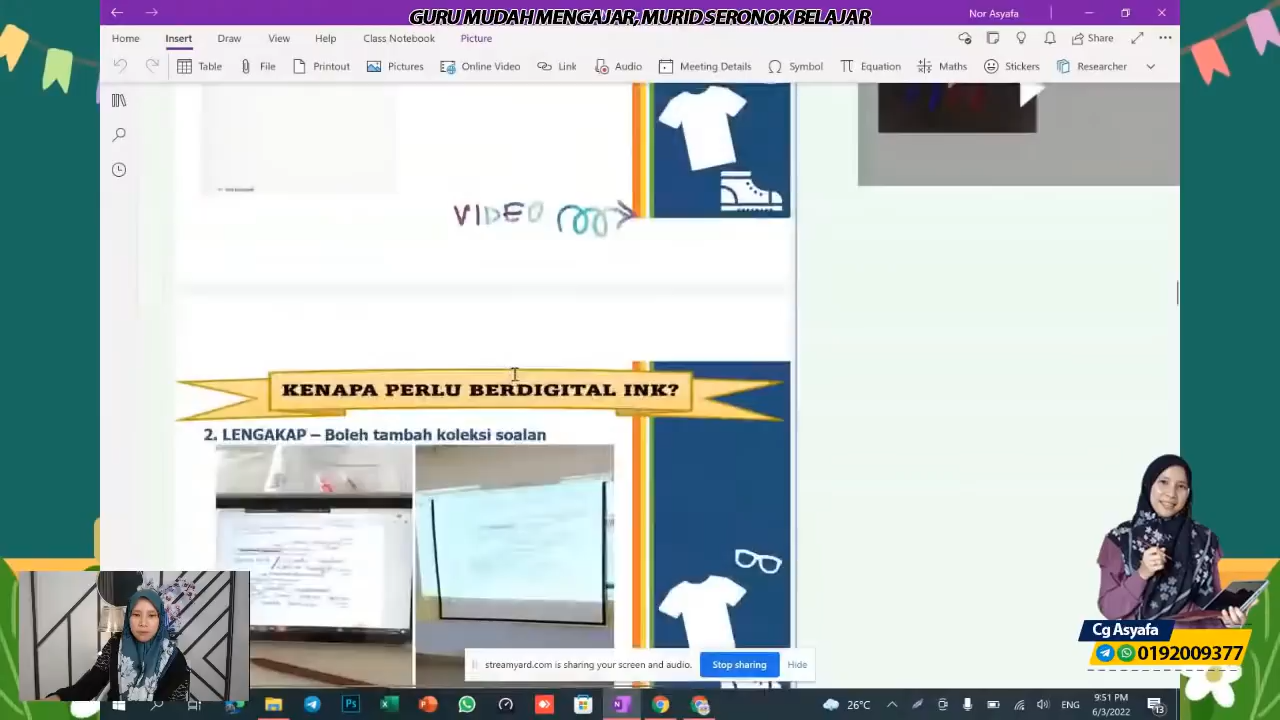 GURU MUDAH MENGAJAR, MURID SERONOK BELAJAR
Nor Asyafa
Home Insert Draw View Help Class Notebook Picture
Share
Table File Printout Pictures Online Video Link Audio Meeting Details Symbol Equation Maths Stickers Researcher
VIDEO
KENAPA PERLU BERDIGITAL INK?
2. LENGAKAP – Boleh tambah koleksi soalan
Cg Asyafa
0192009377
streamyard.com is sharing your screen and audio.
Stop sharing
Hide
26°C
ENG
9:51 PM
6/3/2022
13